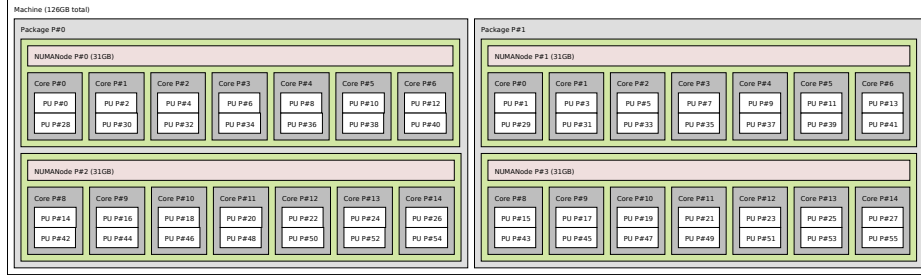 Machine (126GB total)
Package P#0
NUMANode P#0 (31GB)
Core P#0 Core P#1 Core P#2 Core P#3 Core P#4 Core P#5 Core P#6
PU P#0 PU P#2 PU P#4 PU P#6 PU P#8 PU P#10 PU P#12
PU P#28 PU P#30 PU P#32 PU P#34 PU P#36 PU P#38 PU P#40
NUMANode P#2 (31GB)
Core P#8 Core P#9 Core P#10 Core P#11 Core P#12 Core P#13 Core P#14
PU P#14 PU P#16 PU P#18 PU P#20 PU P#22 PU P#24 PU P#26
PU P#42 PU P#44 PU P#46 PU P#48 PU P#50 PU P#52 PU P#54
Package P#1
NUMANode P#1 (31GB)
Core P#0 Core P#1 Core P#2 Core P#3 Core P#4 Core P#5 Core P#6
PU P#1 PU P#3 PU P#5 PU P#7 PU P#9 PU P#11 PU P#13
PU P#29 PU P#31 PU P#33 PU P#35 PU P#37 PU P#39 PU P#41
NUMANode P#3 (31GB)
Core P#8 Core P#9 Core P#10 Core P#11 Core P#12 Core P#13 Core P#14
PU P#15 PU P#17 PU P#19 PU P#21 PU P#23 PU P#25 PU P#27
PU P#43 PU P#45 PU P#47 PU P#49 PU P#51 PU P#53 PU P#55